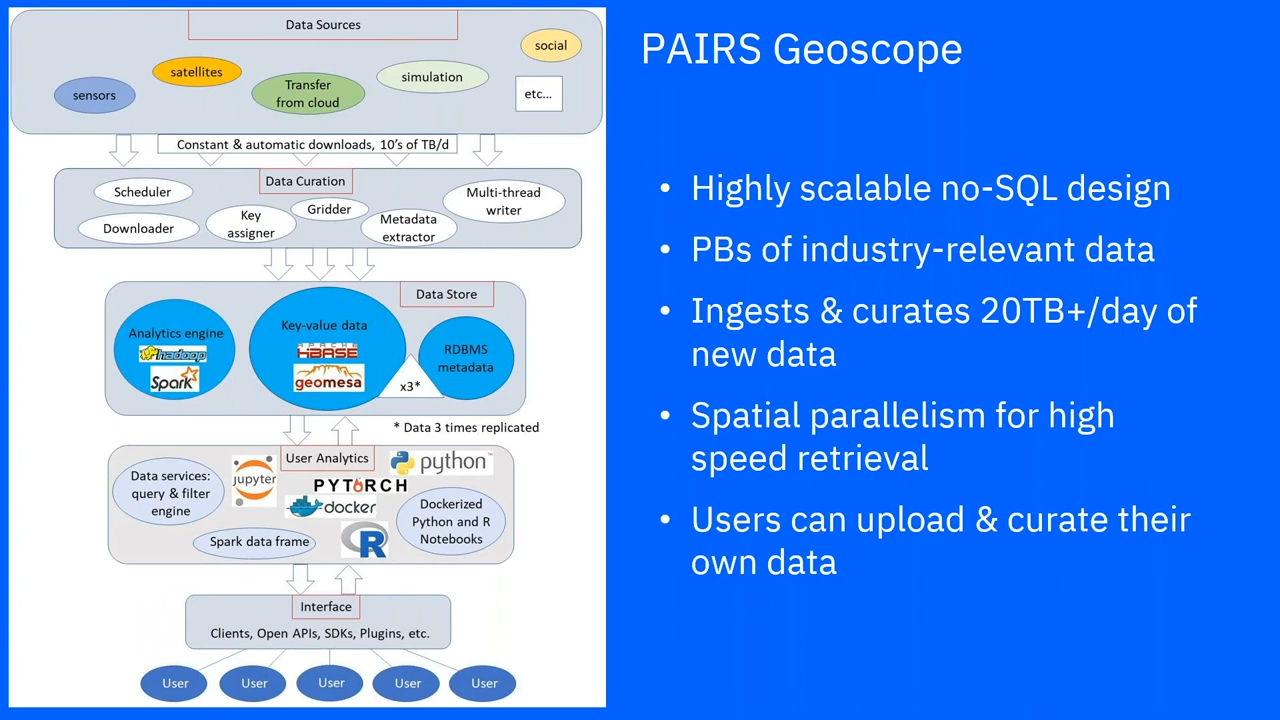 Data Sources
social
satellites
simulation
Transfer
from cloud
sensors
etc...
Constant & automatic downloads, 10's of TB/d
Data Curation
Scheduler
Multi-thread
writer
Gridder
Key
assigner
Metadata
extractor
Downloader
Data Store
Analytics engine
hadoop
Spark
Key-value data
APACHE
HBASE
geomesa
x3*
RDBMS
metadata
* Data 3 times replicated
User Analytics
python
Data services:
query & filter
engine
jupyter
PYTORCH
docker
Dockerized
Python and R
Notebooks
Spark data frame
R
Interface
Clients, Open APIs, SDKs, Plugins, etc.
User
User
User
User
User
PAIRS Geoscope
• Highly scalable no-SQL design
• PBs of industry-relevant data
• Ingests & curates 20TB+/day of
new data
• Spatial parallelism for high
speed retrieval
• Users can upload & curate their
own data